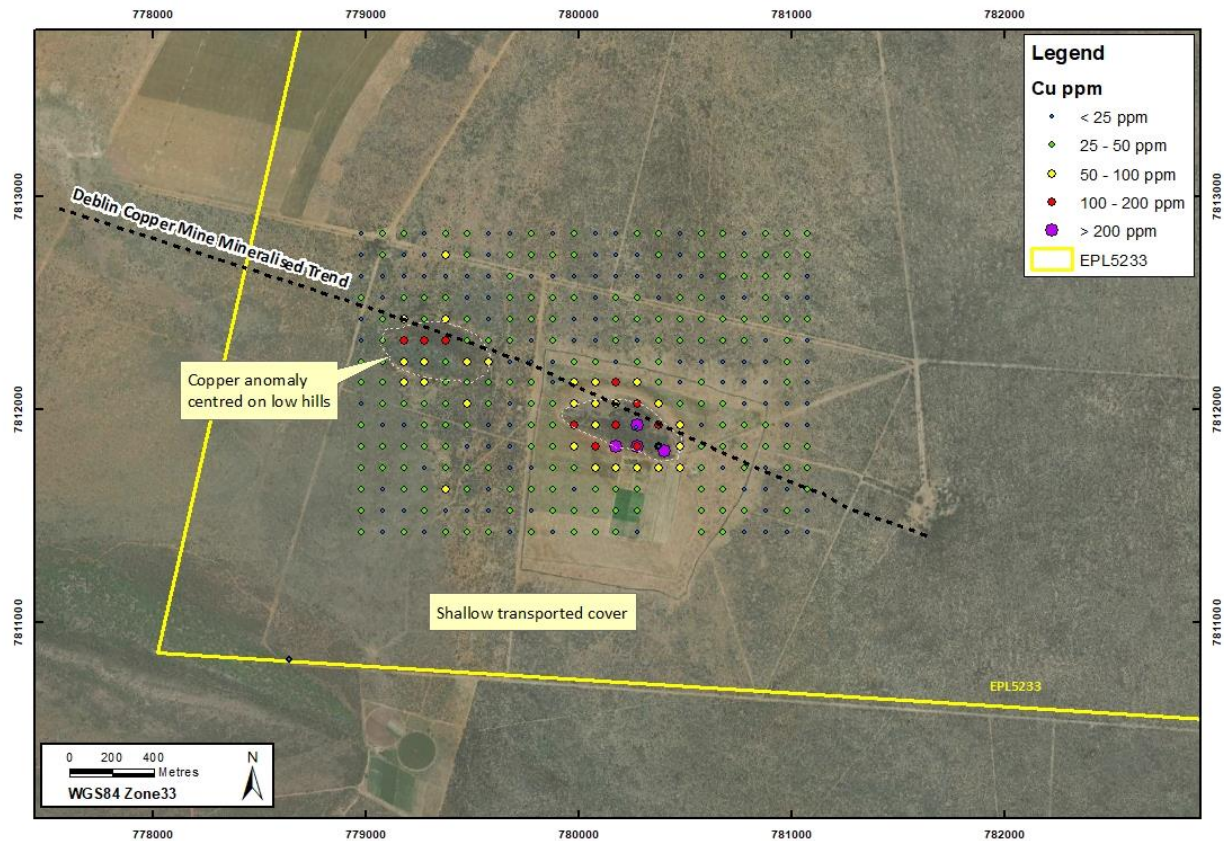 778000 779000 780000 781000 782000
Legend
Cu ppm
< 25 ppm
25 - 50 ppm
50 - 100 ppm
100 - 200 ppm
> 200 ppm
EPL5233
7813000 7813000
Deblin Copper Mine Mineralised Trend
Copper anomaly
centred on low hills
7812000 7812000
Shallow transported cover
7811000 7811000
EPL5233
0 200 400
Metres
N
WGS84 Zone33
778000 779000 780000 781000 782000